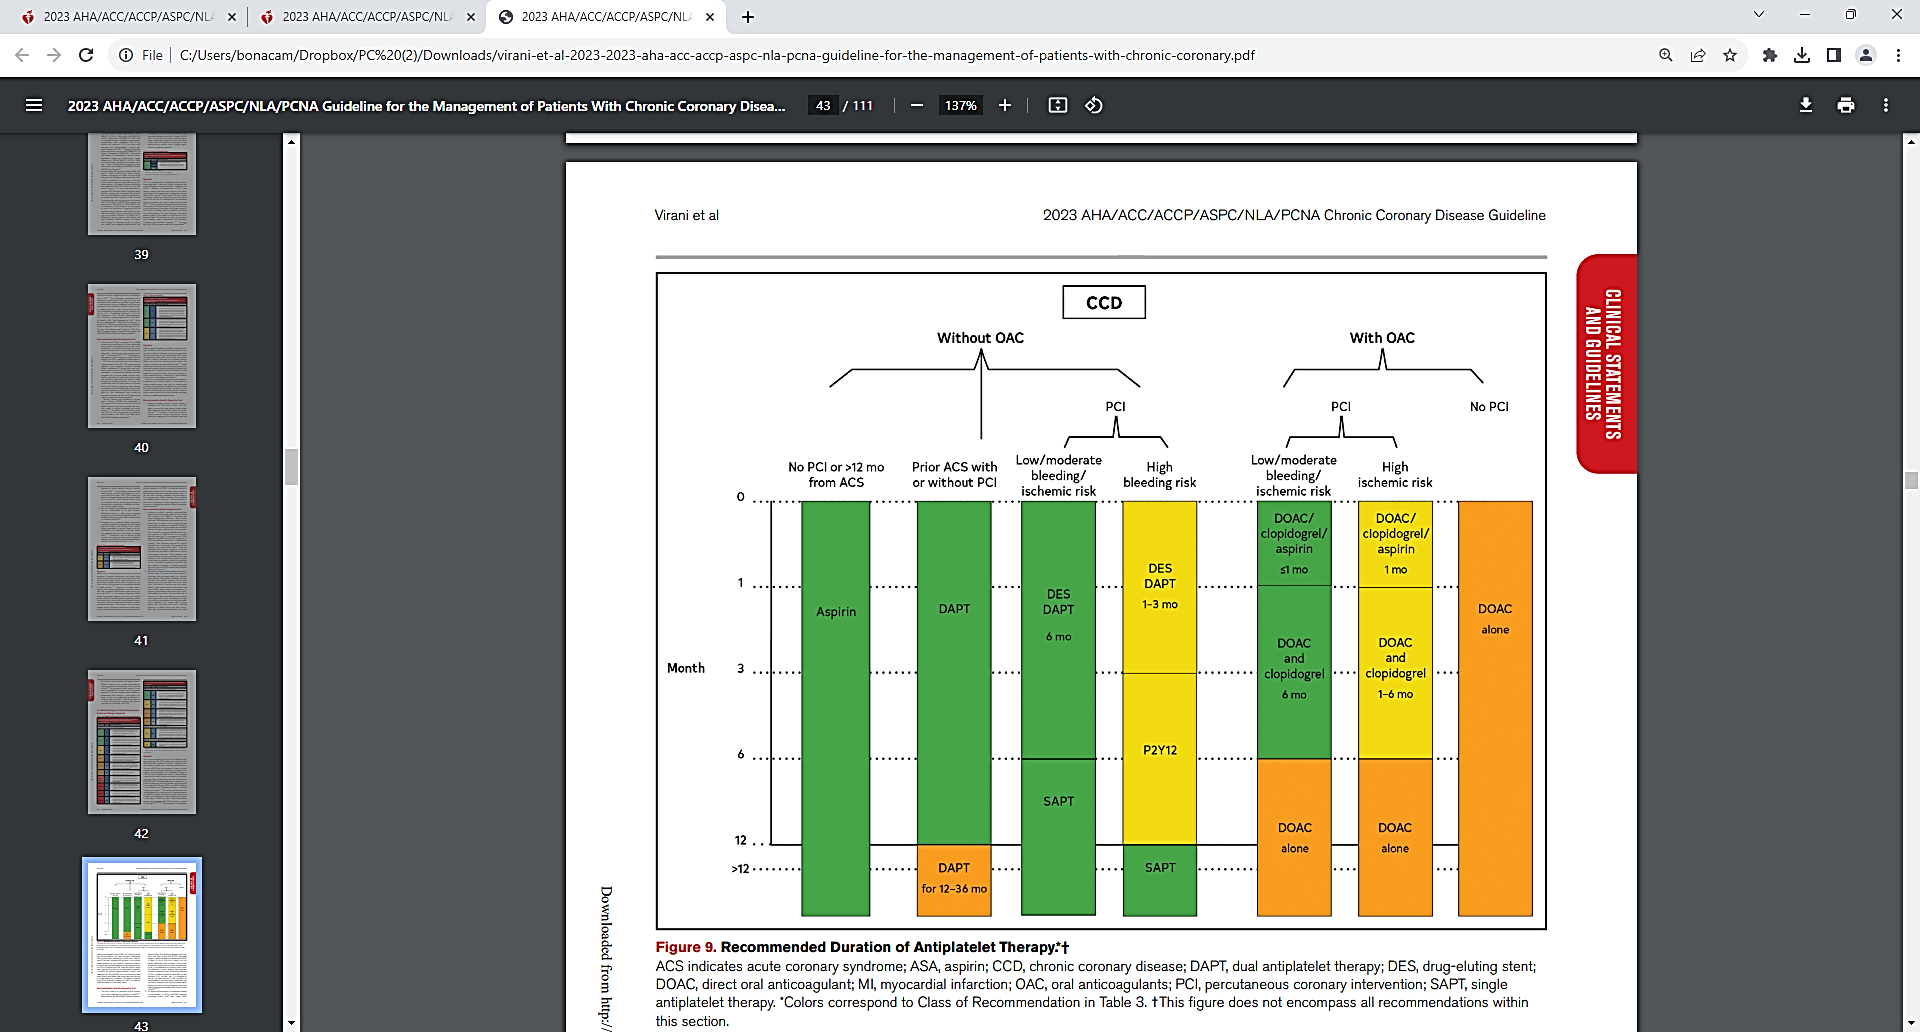 2023 AHA/ACC/ACCP/ASPC/NLA
2023 AHA/ACC/ACCP/ASPC/NLA
2023 AHA/ACC/ACCP/ASPC/NLA
File
C:/Users/bonacam/Dropbox/PC%20(2)/Downloads/virani-et-al-2023-2023-aha-acc-accp-aspc-nla-pcna-guideline-for-the-management-of-patients-with-chronic-coronary.pdf
2023 AHA/ACC/ACCP/ASPC/NLA/PCNA Guideline for the Management of Patients With Chronic Coronary Disea...
43 / 111
137%
39
40
41
42
43
Virani et al
2023 AHA/ACC/ACCP/ASPC/NLA/PCNA Chronic Coronary Disease Guideline
CLINICAL STATEMENTS
AND GUIDELINES
CCD
Without OAC
With OAC
PCI
PCI
No PCI
No PCI or >12 mo
from ACS
Prior ACS with
or without PCI
Low/moderate
bleeding/
ischemic risk
High
bleeding risk
Low/moderate
bleeding/
ischemic risk
High
ischemic risk
Month
0
1
3
6
12
>12
Aspirin
DAPT
DAPT
for 12–36 mo
DES
DAPT
6 mo
SAPT
DES
DAPT
1–3 mo
P2Y12
SAPT
DOAC/
clopidogrel/
aspirin
≤1 mo
DOAC
and
clopidogrel
6 mo
DOAC
alone
DOAC/
clopidogrel/
aspirin
1 mo
DOAC
and
clopidogrel
1–6 mo
DOAC
alone
DOAC
alone
Figure 9. Recommended Duration of Antiplatelet Therapy.*†
ACS indicates acute coronary syndrome; ASA, aspirin; CCD, chronic coronary disease; DAPT, dual antiplatelet therapy; DES, drug-eluting stent;
DOAC, direct oral anticoagulant; MI, myocardial infarction; OAC, oral anticoagulants; PCI, percutaneous coronary intervention; SAPT, single
antiplatelet therapy. *Colors correspond to Class of Recommendation in Table 3. †This figure does not encompass all recommendations within
this section.
Downloaded from http://